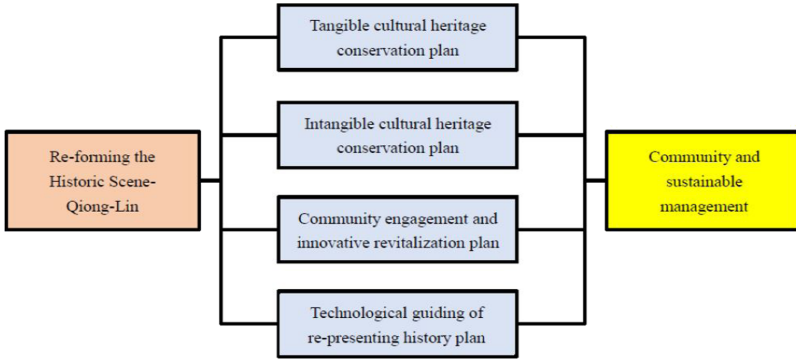 Re-forming the
Historic Scene-
Qiong-Lin
Tangible cultural heritage
conservation plan
Intangible cultural heritage
conservation plan
Community engagement and
innovative revitalization plan
Technological guiding of
re-presenting history plan
Community and
sustainable
management